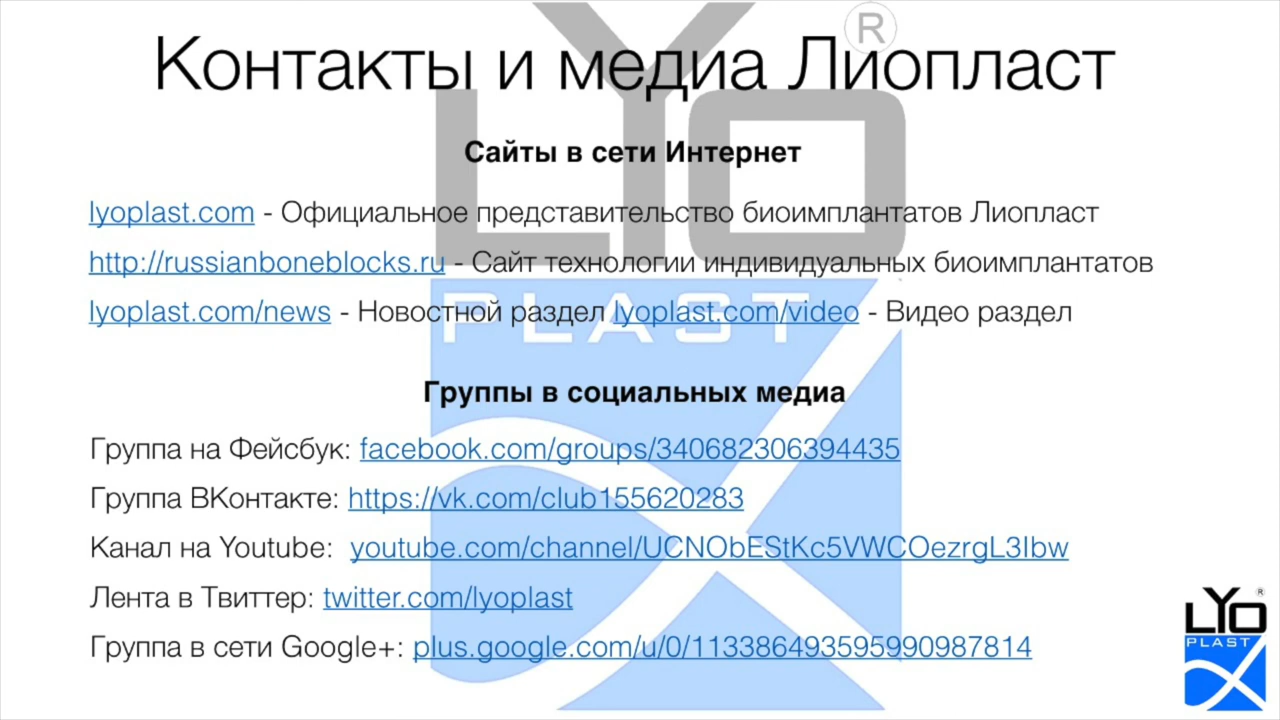 Контакты и медиа Лиопласт
Сайты в сети Интернет
lyoplast.com - Официальное представительство биоимплантатов Лиопласт
http://russianboneblocks.ru - Сайт технологии индивидуальных биоимплантатов
lyoplast.com/news - Новостной раздел lyoplast.com/video - Видео раздел
Группы в социальных медиа
Группа на Фейсбук: facebook.com/groups/340682306394435
Группа ВКонтакте: https://vk.com/club155620283
Канал на Youtube: youtube.com/channel/UCNObEStKc5VWCOezrgL3Ibw
Лента в Твиттер: twitter.com/lyoplast
Группа в сети Google+: plus.google.com/u/0/113386493595990987814
LYO ®
PLAST
LYO ®
PLAST